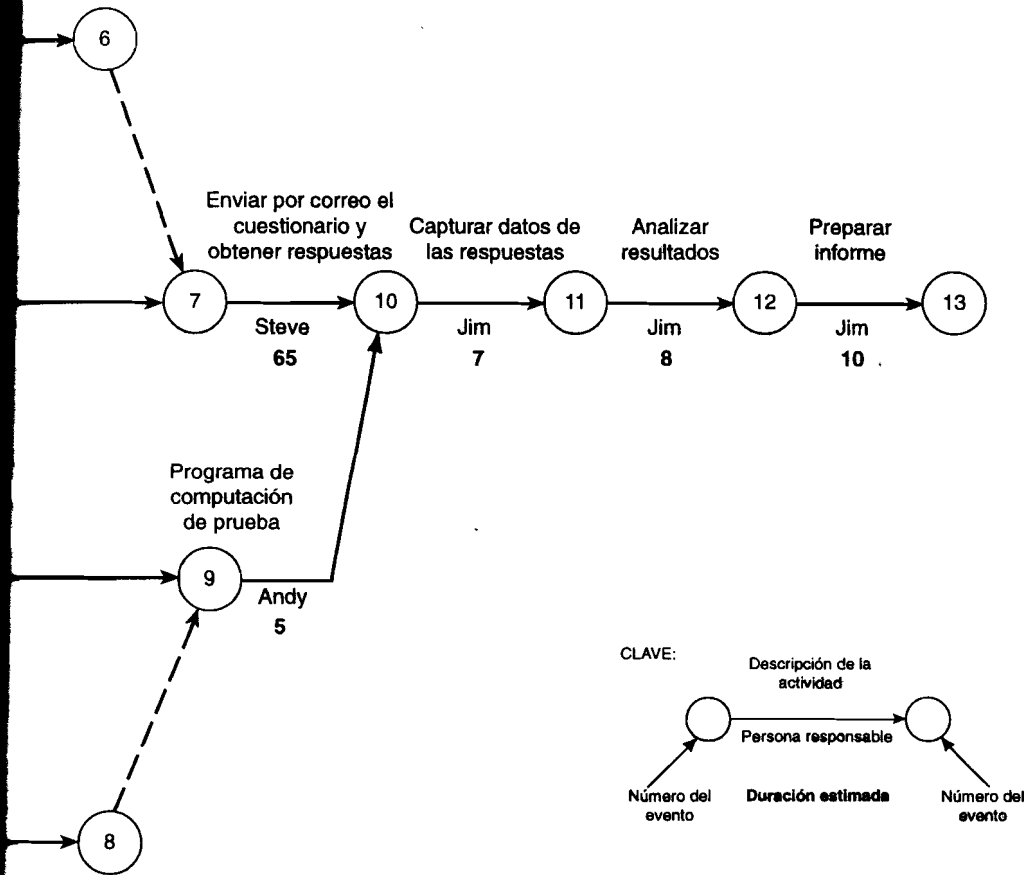 6
Enviar por correo el
cuestionario y
obtener respuestas
Capturar datos de
las respuestas
Analizar
resultados
Preparar
informe
7
10
11
12
13
Steve
65
Jim
7
Jim
8
Jim
10
Programa de
computación
de prueba
9
Andy
5
8
CLAVE:
Descripción de la
actividad
Persona responsable
Número del
evento
Duración estimada
Número del
evento